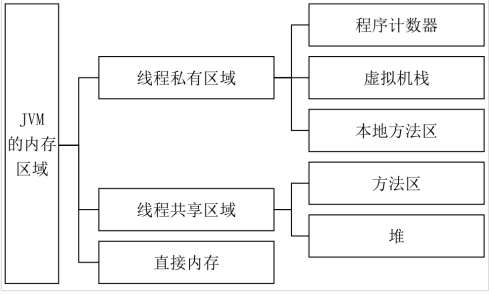 JVM
的内存
区域
线程私有区域
程序计数器
虚拟机栈
本地方法区
线程共享区域
方法区
堆
直接内存